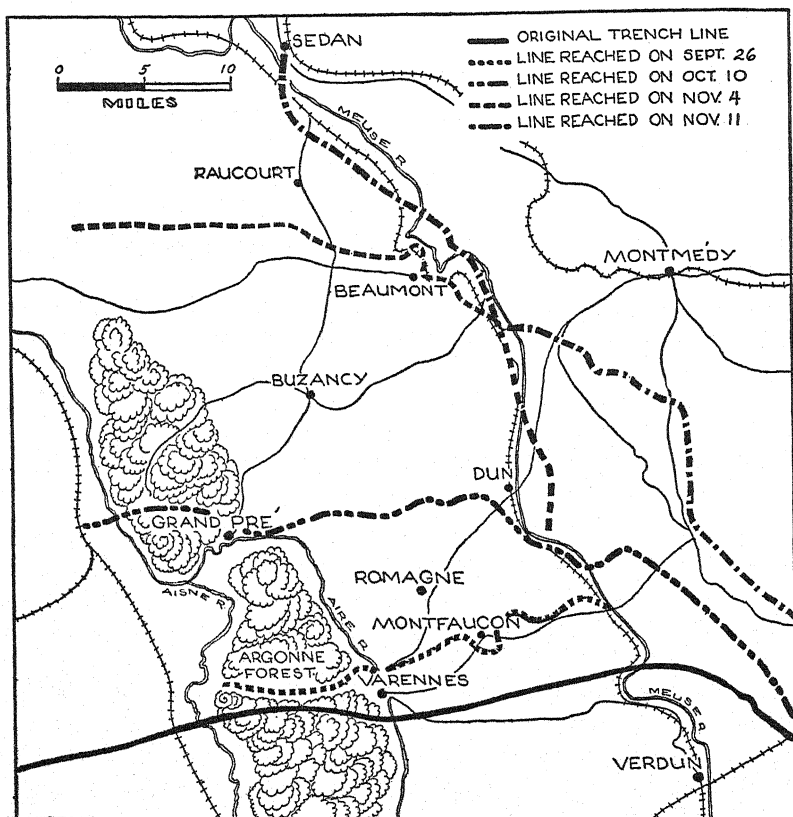 SEDAN
ORIGINAL TRENCH LINE
LINE REACHED ON SEPT. 26
LINE REACHED ON OCT. 10
LINE REACHED ON NOV. 4
LINE REACHED ON NOV. 11
0 5 10
MILES
MEUSE R.
RAUCOURT
MONTMÉDY
BEAUMONT
BUZANCY
DUN
GRAND PRÉ
AISNE R.
ROMAGNE
AIRE R.
MONTFAUCON
ARGONNE
FOREST
VARENNES
MEUSE R
VERDUN